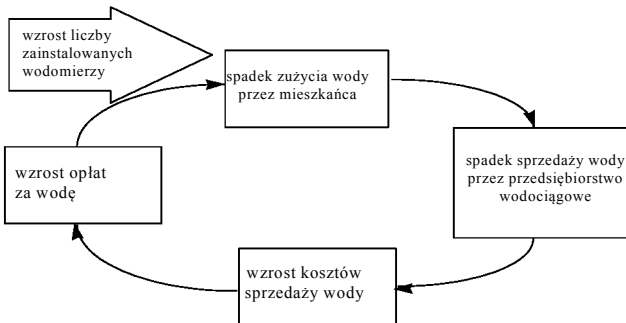 wzrost liczby
zainstalowanych
wodomierzy
spadek zużycia wody
przez mieszkańca
spadek sprzedaży wody
przez przedsiębiorstwo
wodociągowe
wzrost kosztów
sprzedaży wody
wzrost opłat
za wodę